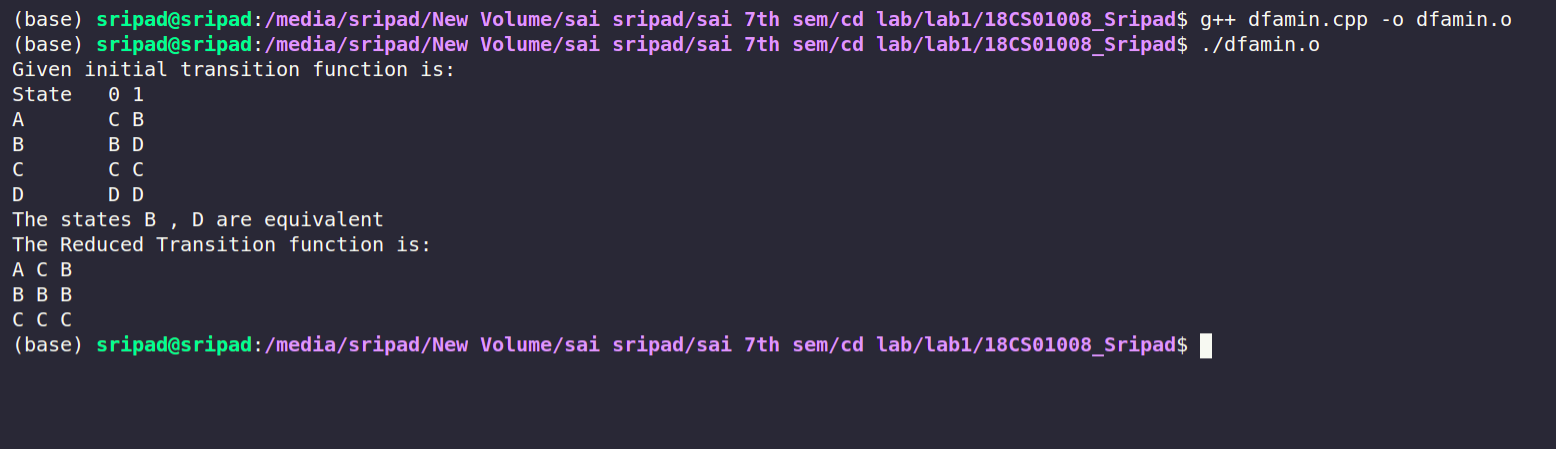 (base) sripad@sripad:/media/sripad/New Volume/sai sripad/sai 7th sem/cd lab/lab1/18CS01008_Sripad$ g++ dfamin.cpp -o dfamin.o
(base) sripad@sripad:/media/sripad/New Volume/sai sripad/sai 7th sem/cd lab/lab1/18CS01008_Sripad$ ./dfamin.o
Given initial transition function is:
State   0 1
A       C B
B       B D
C       C C
D       D D
The states B , D are equivalent
The Reduced Transition function is:
A C B
B B B
C C C
(base) sripad@sripad:/media/sripad/New Volume/sai sripad/sai 7th sem/cd lab/lab1/18CS01008_Sripad$